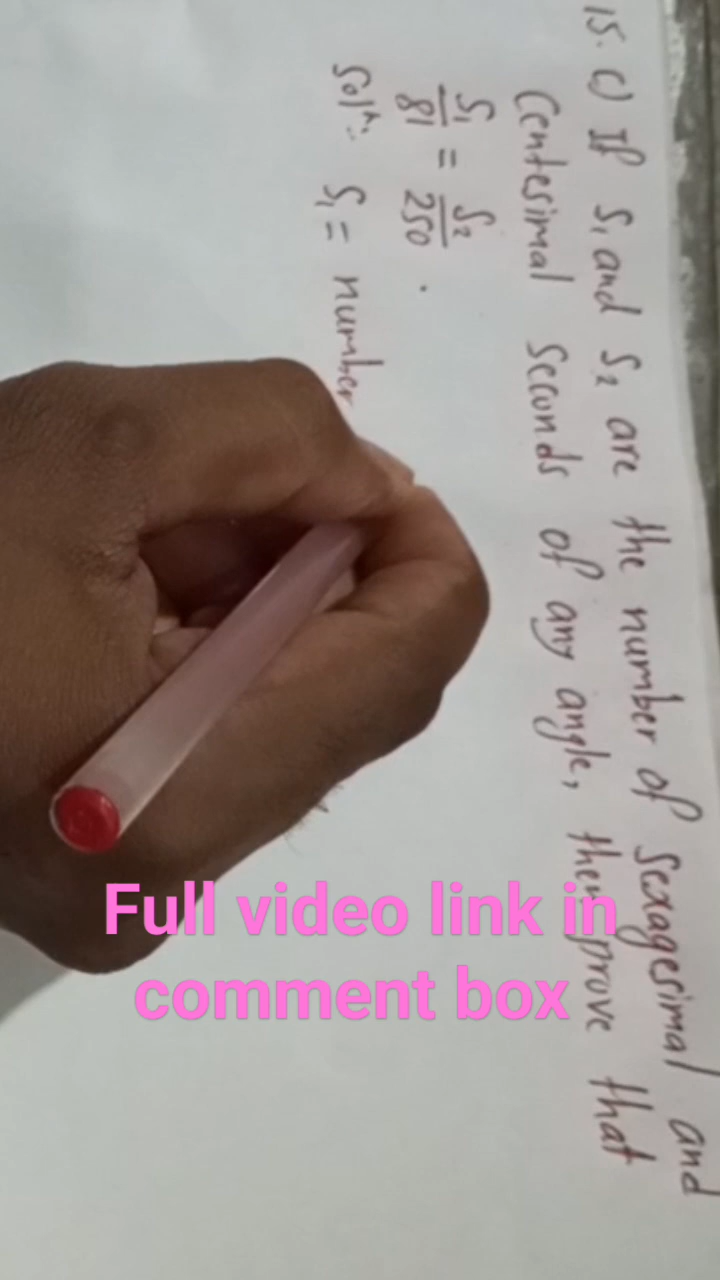 15. c) If S₁ and S₂ are the number of sexagesimal and
centesimal seconds of any angle, then prove that
S₁/81 = S₂/250 .
Solⁿ: S₁ = number
Full video link in
comment box